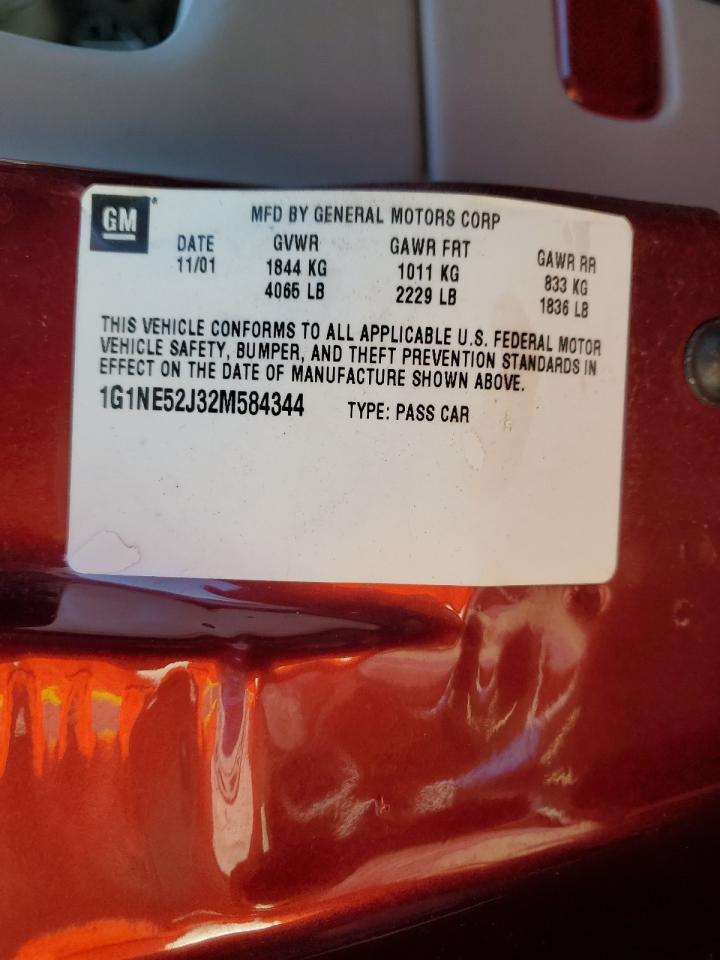 GM®
MFD BY GENERAL MOTORS CORP
DATE GVWR GAWR FRT GAWR RR
11/01 1844 KG 1011 KG 833 KG
4065 LB 2229 LB 1836 LB
THIS VEHICLE CONFORMS TO ALL APPLICABLE U.S. FEDERAL MOTOR
VEHICLE SAFETY, BUMPER, AND THEFT PREVENTION STANDARDS IN
EFFECT ON THE DATE OF MANUFACTURE SHOWN ABOVE.
1G1NE52J32M584344 TYPE: PASS CAR